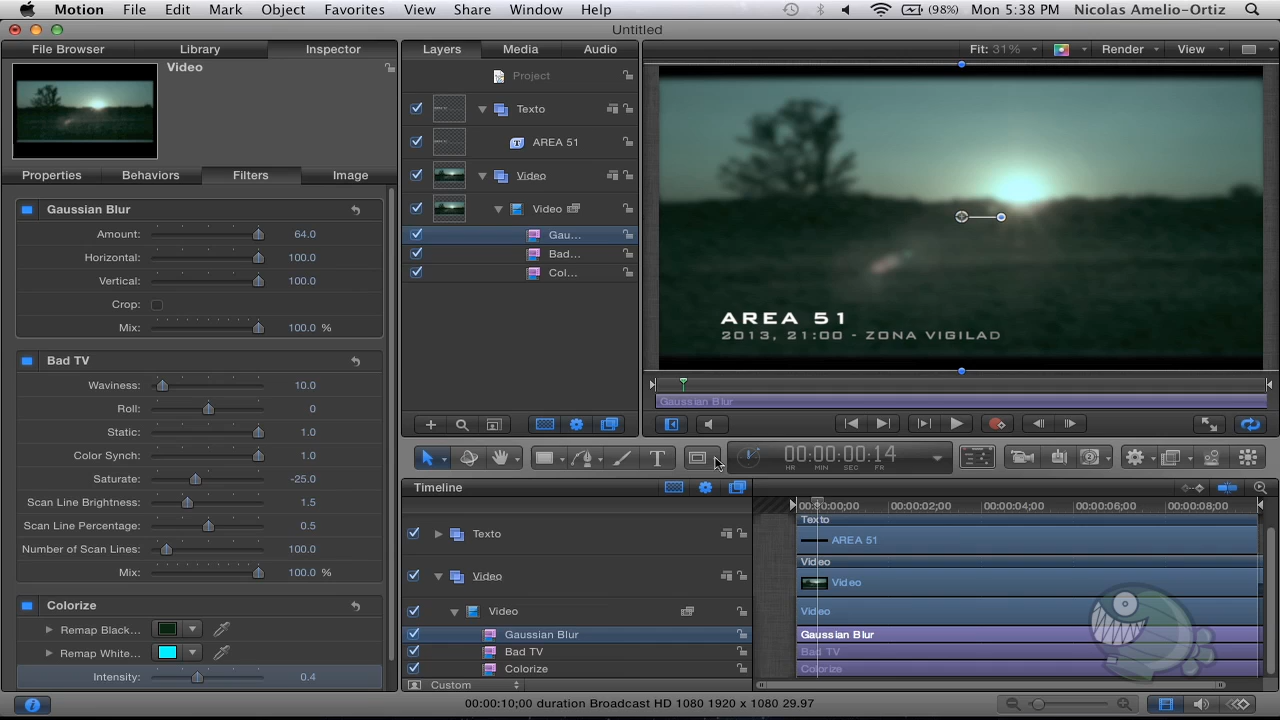 Motion File Edit Mark Object Favorites View Window Help (98%) Mon 5:38 PM Nicolas Amelio-Ortiz
Untitled
File Browser Library Inspector
Layers Media Audio
Fit: 31% Render View
Video
Properties Behaviors Filters Image
Gaussian Blur
Amount: 64.0
Horizontal: 100.0
Vertical: 100.0
Crop:
Mix: 100.0 %
Bad TV
Waviness: 10.0
Roll: 0
Static: 1.0
Color Synch: 1.0
Saturate: -25.0
Scan Line Brightness: 1.5
Scan Line Percentage: 0.5
Number of Scan Lines: 100.0
Mix: 100.0 %
Colorize
Remap Black...
Remap White...
Intensity: 0.4
Project
Texto
AREA 51
Video
Video
Gau...
Bad...
Col...
AREA 51
2013, 21:00 - ZONA VIGILAD
Gaussian Blur
T
00:00:00:14
HR MIN SEC FR
Timeline
00:00:00;00 00:00:02;00 00:00:04;00 00:00:06;00 00:00:08;00
Texto
Video
Video
Gaussian Blur
Bad TV
Colorize
Custom
Texto
AREA 51
Video
Video
Video
Gaussian Blur
Bad TV
Colorize
00:00:10;00 duration Broadcast HD 1080 1920 x 1080 29.97